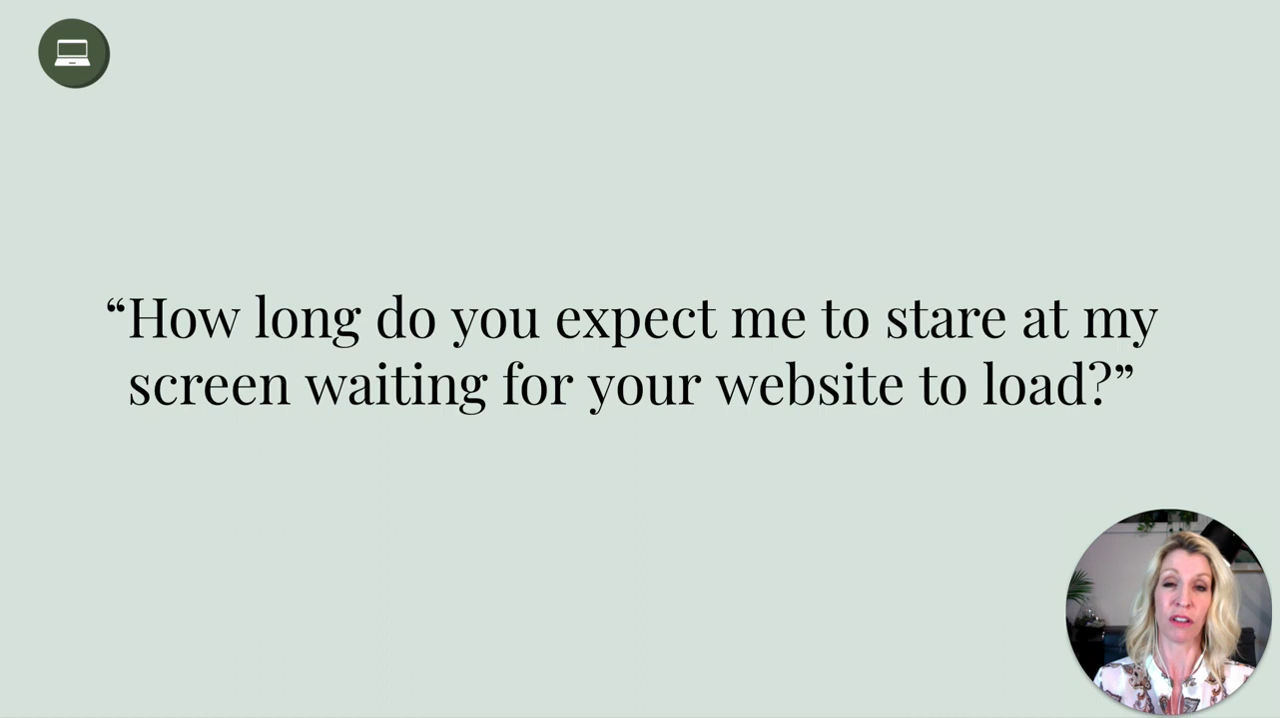 “How long do you expect me to stare at my
screen waiting for your website to load?”